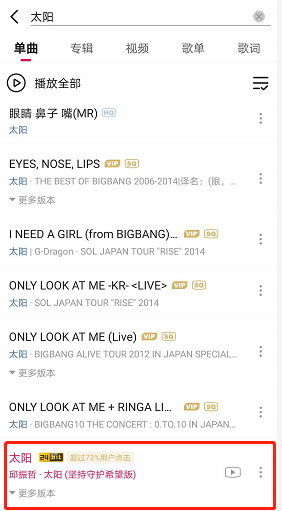 太阳
单曲 专辑 视频 歌单 歌词
播放全部
眼睛 鼻子 嘴(MR) HQ
太阳
EYES, NOSE, LIPS VIP SQ
太阳 · THE BEST OF BIGBANG 2006-2014|译名：(眼，...
更多版本
I NEED A GIRL (from BIGBANG)... VIP SQ
太阳 | G-Dragon · SOL JAPAN TOUR "RISE" 2014
ONLY LOOK AT ME -KR- <LIVE> VIP SQ
太阳 · SOL JAPAN TOUR "RISE" 2014
ONLY LOOK AT ME (Live) VIP SQ
太阳 · BIGBANG ALIVE TOUR 2012 IN JAPAN SPECIAL...
更多版本
ONLY LOOK AT ME + RINGA LI... VIP SQ
太阳 · BIGBANG10 THE CONCERT : 0.TO.10 IN JAPAN...
太阳 24bit 超过73%用户点击
邱振哲 · 太阳 (坚持守护希望版)
更多版本